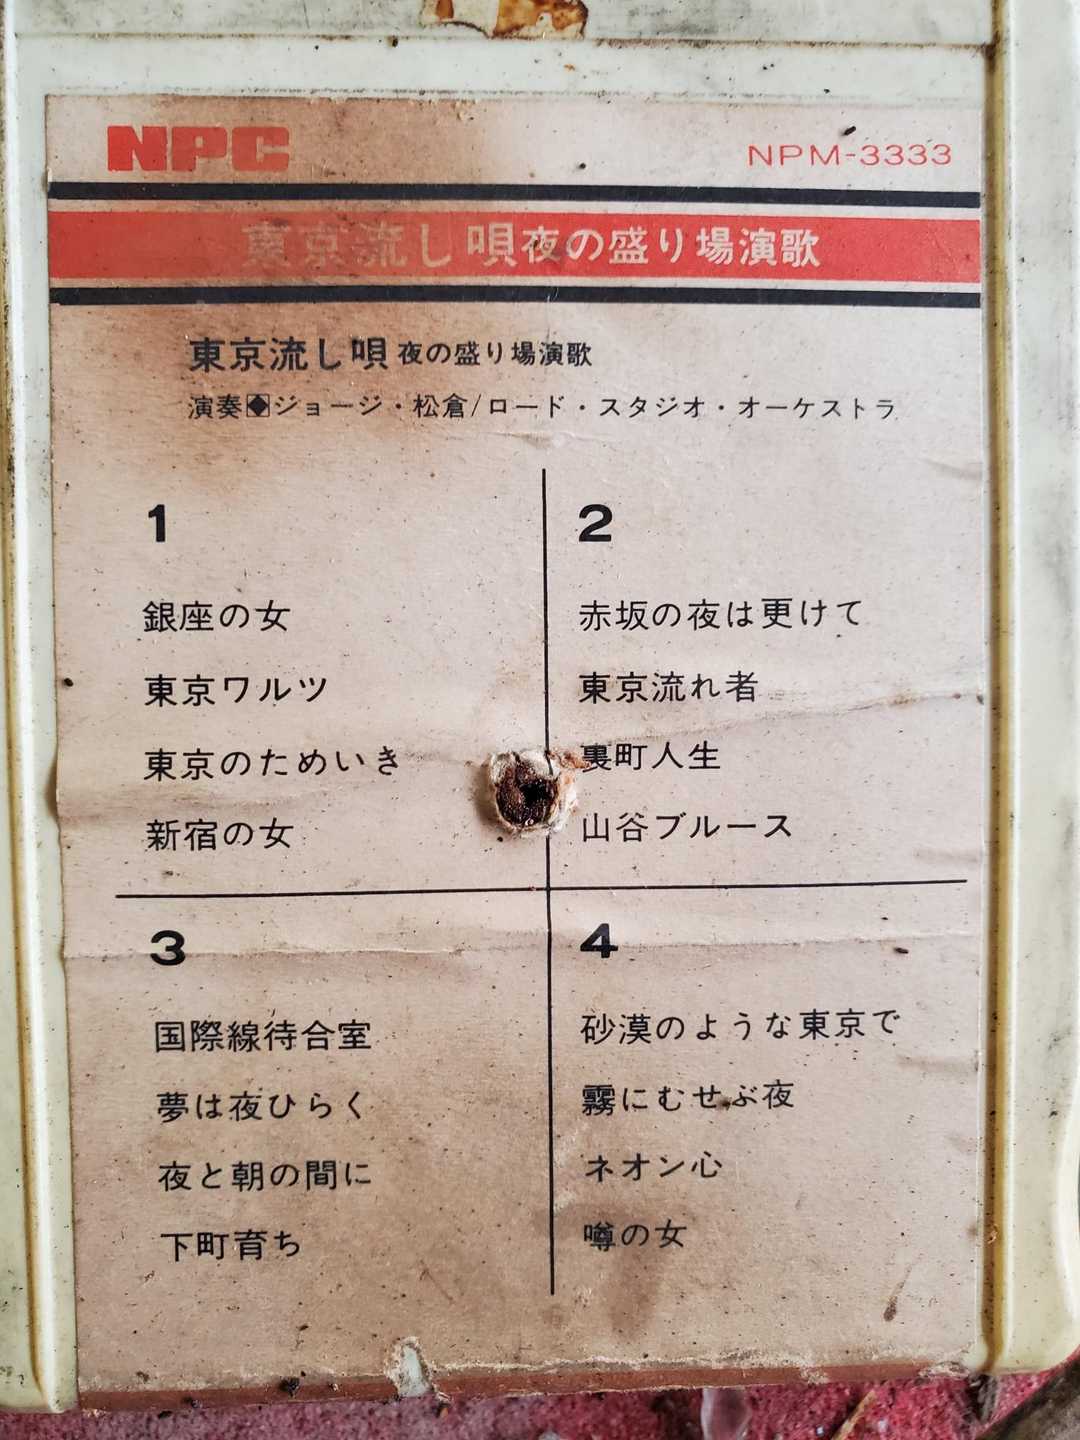 NPC
NPM-3333
東京流し唄夜の盛り場演歌
東京流し唄 夜の盛り場演歌
演奏◆ジョージ・松倉/ロード・スタジオ・オーケストラ
1
銀座の女
東京ワルツ
東京のためいき
新宿の女
2
赤坂の夜は更けて
東京流れ者
裏町人生
山谷ブルース
3
国際線待合室
夢は夜ひらく
夜と朝の間に
下町育ち
4
砂漠のような東京で
霧にむせぶ夜
ネオン心
噂の女